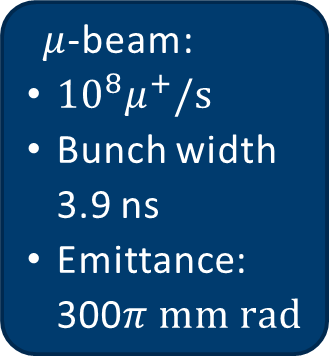 μ-beam:
• 10⁸μ⁺/s
• Bunch width
3.9 ns
• Emittance:
300π mm rad